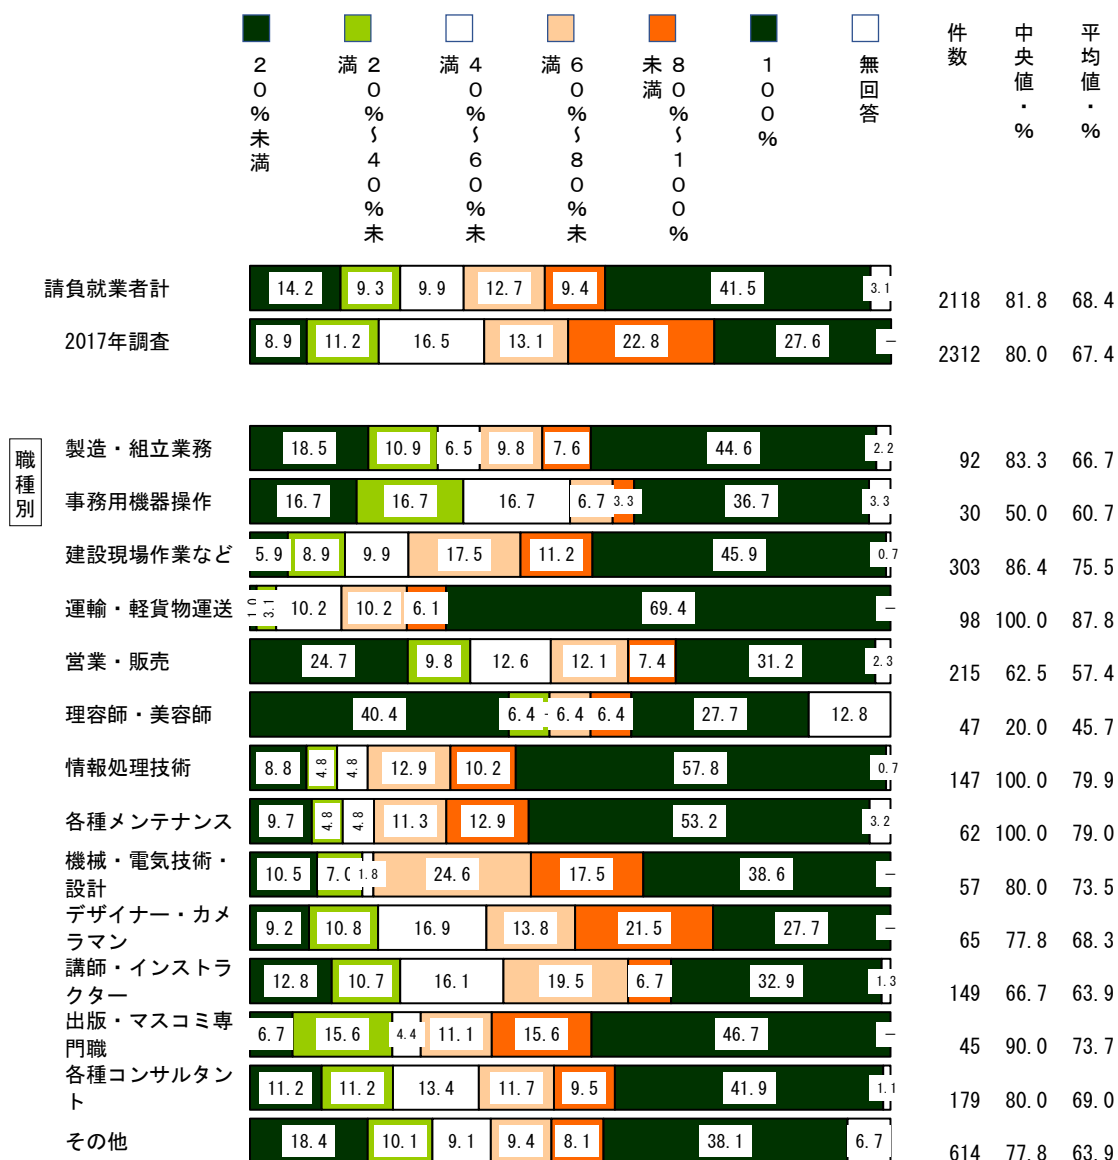 20%未満
20%~40%未満
40%~60%未満
60%~80%未満
80%~100%未満
100%
無回答
件数
中央値・%
平均値・%
請負就業者計 14.2 9.3 9.9 12.7 9.4 41.5 3.1 2118 81.8 68.4
2017年調査 8.9 11.2 16.5 13.1 22.8 27.6 - 2312 80.0 67.4
職種別
製造・組立業務 18.5 10.9 6.5 9.8 7.6 44.6 2.2 92 83.3 66.7
事務用機器操作 16.7 16.7 16.7 6.7 3.3 36.7 3.3 30 50.0 60.7
建設現場作業など 5.9 8.9 9.9 17.5 11.2 45.9 0.7 303 86.4 75.5
運輸・軽貨物運送 1.0 3.1 10.2 10.2 6.1 69.4 - 98 100.0 87.8
営業・販売 24.7 9.8 12.6 12.1 7.4 31.2 2.3 215 62.5 57.4
理容師・美容師 40.4 6.4 - 6.4 6.4 27.7 12.8 47 20.0 45.7
情報処理技術 8.8 4.8 4.8 12.9 10.2 57.8 0.7 147 100.0 79.9
各種メンテナンス 9.7 4.8 4.8 11.3 12.9 53.2 3.2 62 100.0 79.0
機械・電気技術・
設計 10.5 7.0 1.8 24.6 17.5 38.6 - 57 80.0 73.5
デザイナー・カメ
ラマン 9.2 10.8 16.9 13.8 21.5 27.7 - 65 77.8 68.3
講師・インストラ
クター 12.8 10.7 16.1 19.5 6.7 32.9 1.3 149 66.7 63.9
出版・マスコミ専
門職 6.7 15.6 4.4 11.1 15.6 46.7 - 45 90.0 73.7
各種コンサルタン
ト 11.2 11.2 13.4 11.7 9.5 41.9 1.1 179 80.0 69.0
その他 18.4 10.1 9.1 9.4 8.1 38.1 6.7 614 77.8 63.9